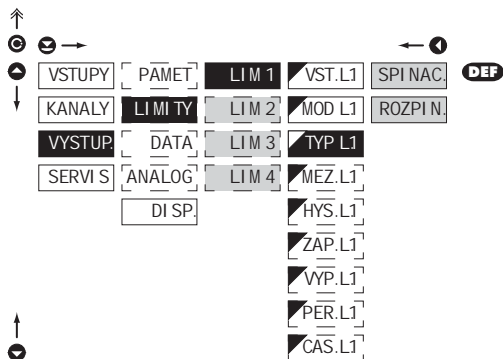 VSTUPY PAMET LIM 1 VST.L1 SPINAC. DEF
KANALY LIMITY LIM 2 MOD L1 ROZPIN.
VYSTUP. DATA LIM 3 TYP L1
SERVIS ANALOG LIM 4 MEZ.L1
DISP. HYS.L1
ZAP.L1
VYP.L1
PER.L1
CAS.L1